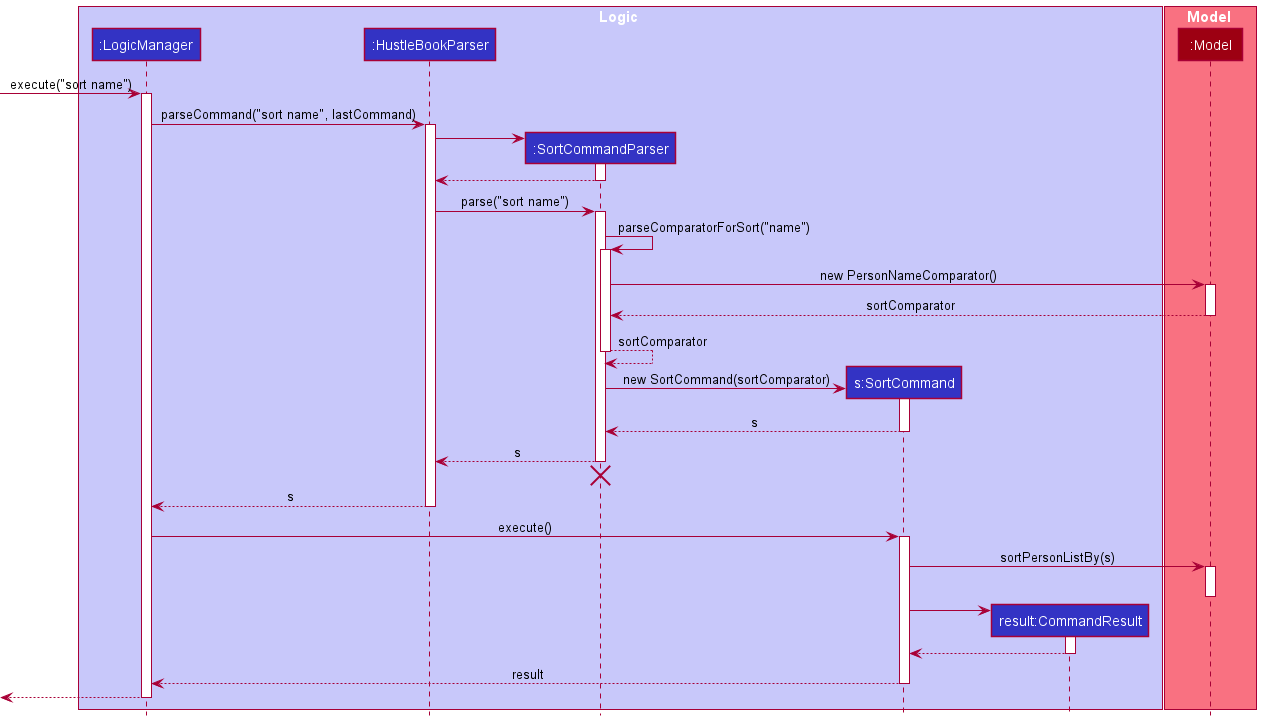 Logic
Model
:LogicManager
:HustleBookParser
:Model
execute("sort name")
parseCommand("sort name", lastCommand)
:SortCommandParser
parse("sort name")
parseComparatorForSort("name")
new PersonNameComparator()
sortComparator
sortComparator
new SortCommand(sortComparator)
s:SortCommand
s
s
s
execute()
sortPersonListBy(s)
result:CommandResult
result